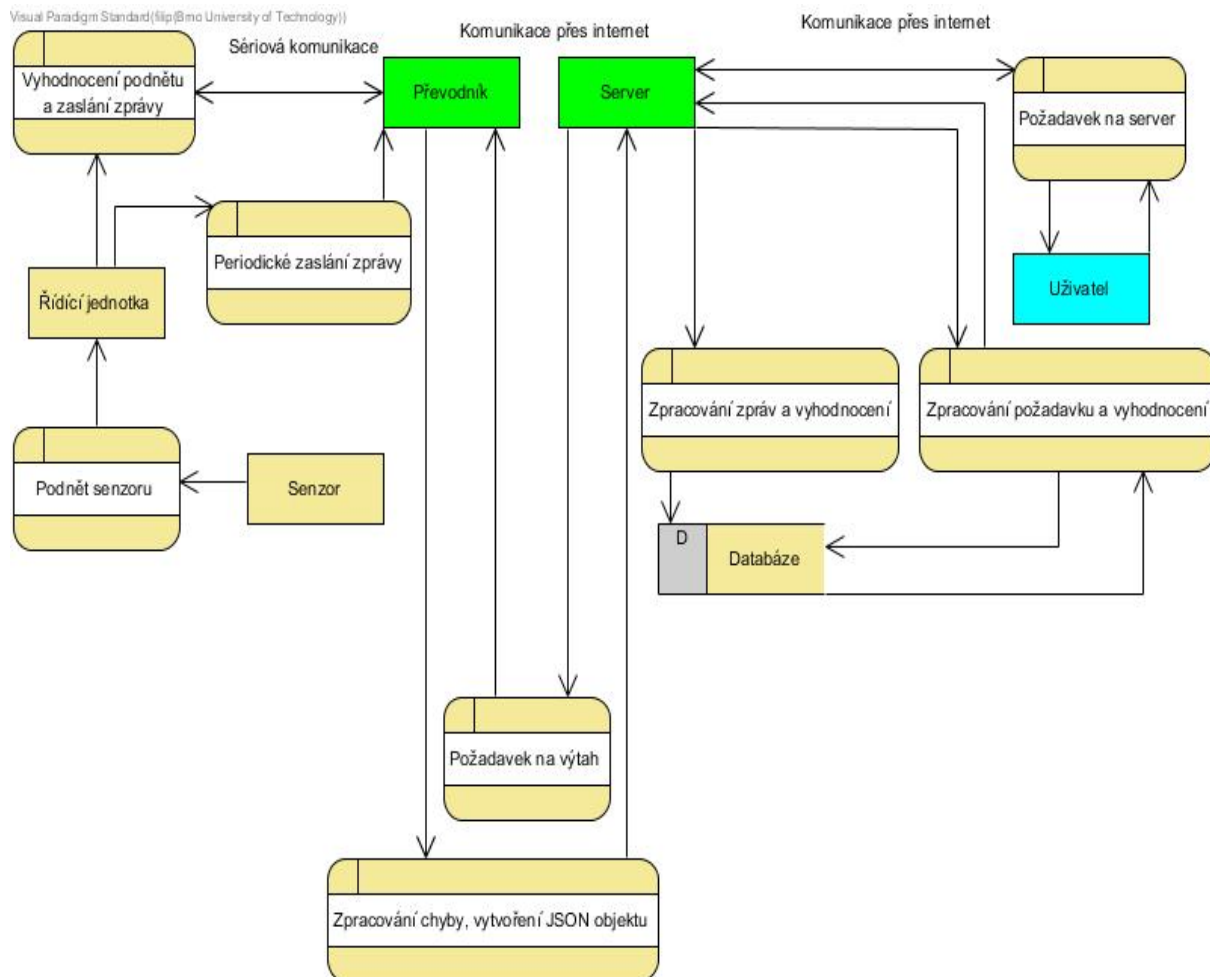 Visual Paradigm Standard(filip(Brno University of Technology))
Komunikace přes internet
Komunikace přes internet
Sériová komunikace
Vyhodnocení podnětu
a zaslání zprávy
Převodník
Server
Požadavek na server
Periodické zaslání zprávy
Řídící jednotka
Uživatel
Zpracování zpráv a vyhodnocení
Zpracování požadavku a vyhodnocení
Podnět senzoru
Senzor
D
Databáze
Požadavek na výtah
Zpracování chyby, vytvoření JSON objektu